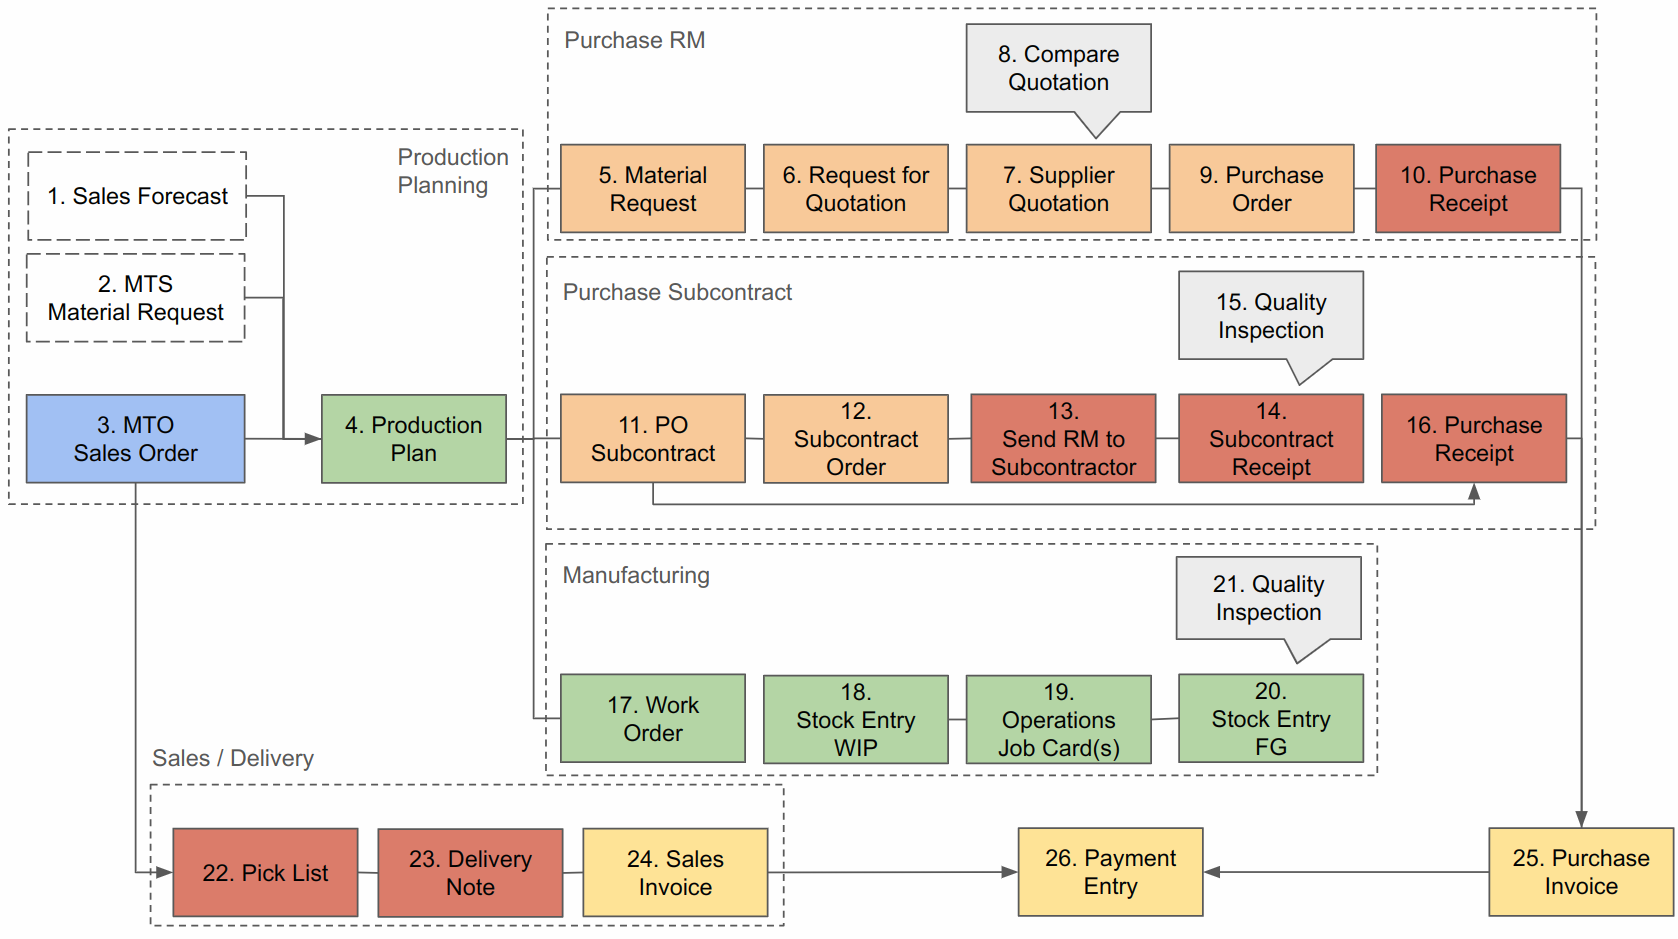 Purchase RM
8. Compare
Quotation
Production
Planning
1. Sales Forecast
2. MTS
Material Request
3. MTO
Sales Order
4. Production
Plan
5. Material
Request
6. Request for
Quotation
7. Supplier
Quotation
9. Purchase
Order
10. Purchase
Receipt
Purchase Subcontract
15. Quality
Inspection
11. PO
Subcontract
12.
Subcontract
Order
13.
Send RM to
Subcontractor
14.
Subcontract
Receipt
16. Purchase
Receipt
Manufacturing
21. Quality
Inspection
17. Work
Order
18.
Stock Entry
WIP
19.
Operations
Job Card(s)
20.
Stock Entry
FG
Sales / Delivery
22. Pick List
23. Delivery
Note
24. Sales
Invoice
26. Payment
Entry
25. Purchase
Invoice